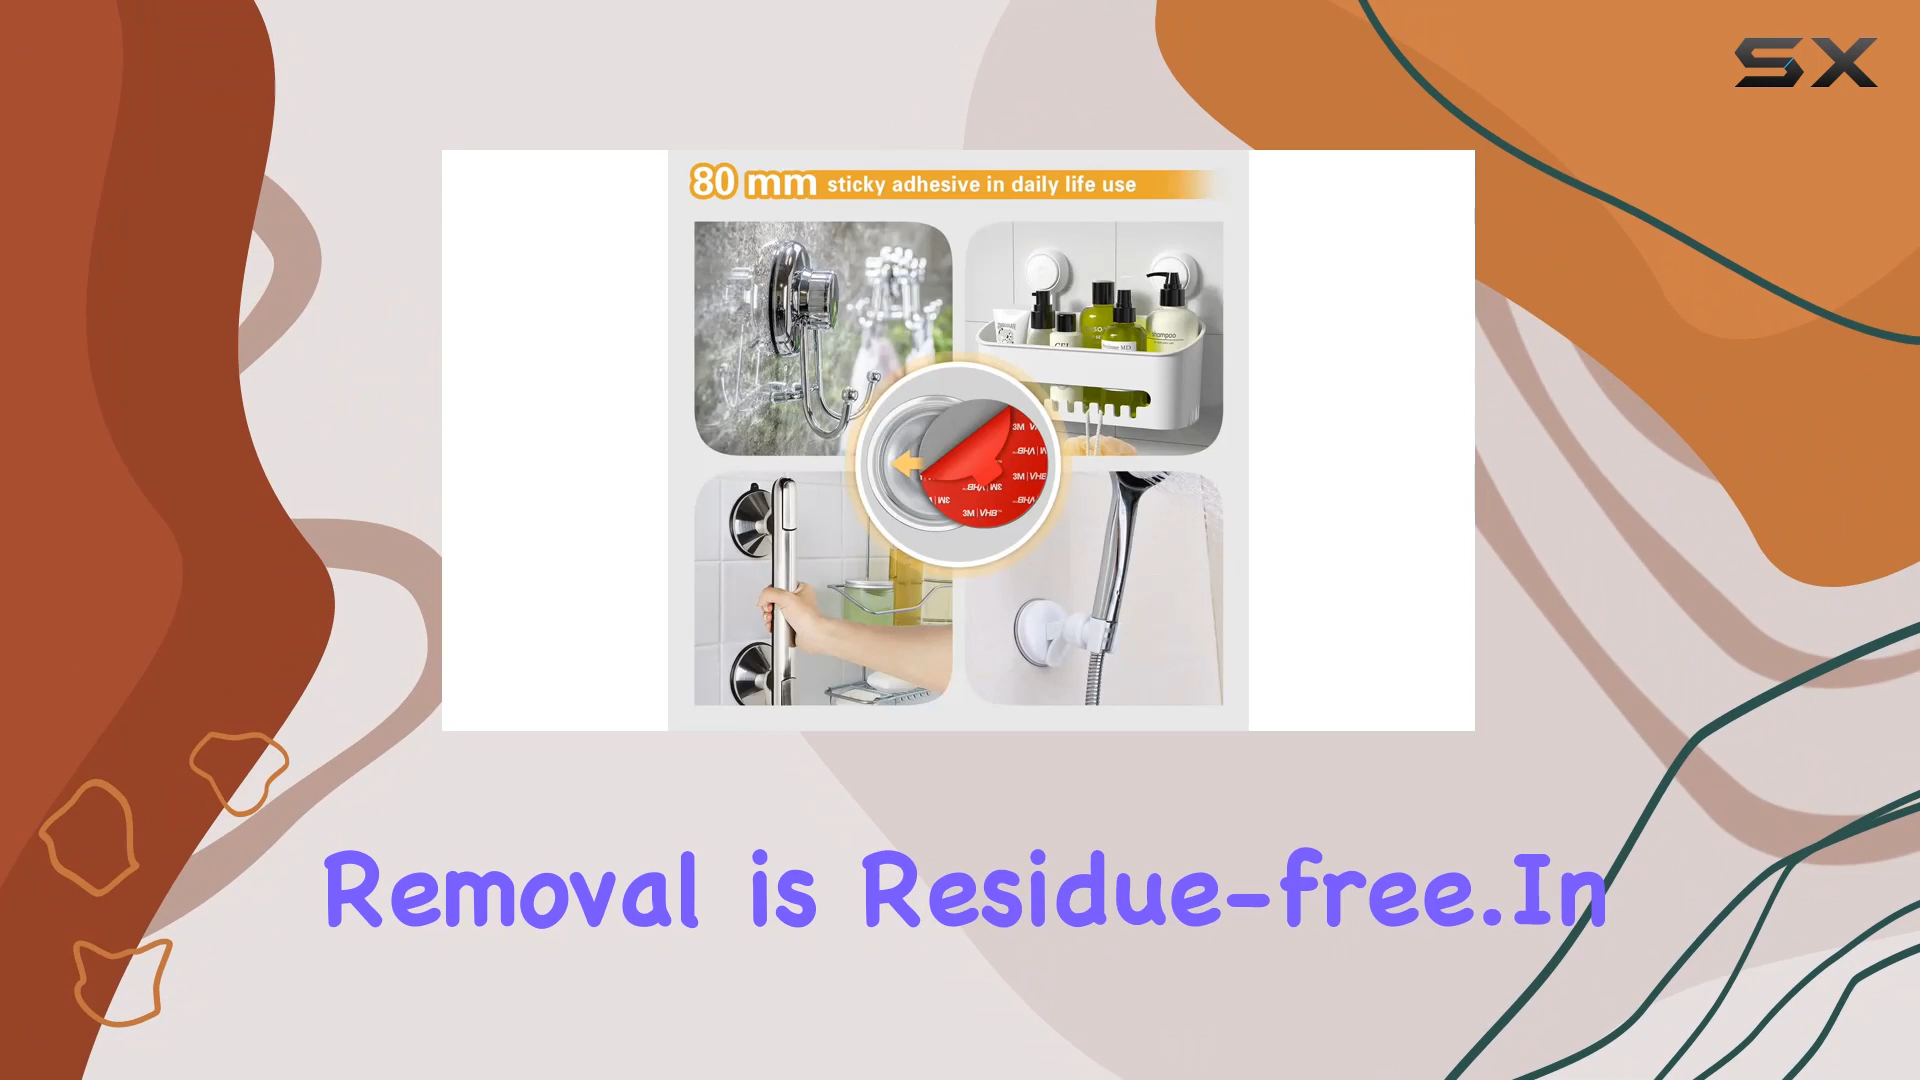 SX
80 mm sticky adhesive in daily life use
shampoo
3M
3M VHB
3M | VHB
Removal is Residue-free.In